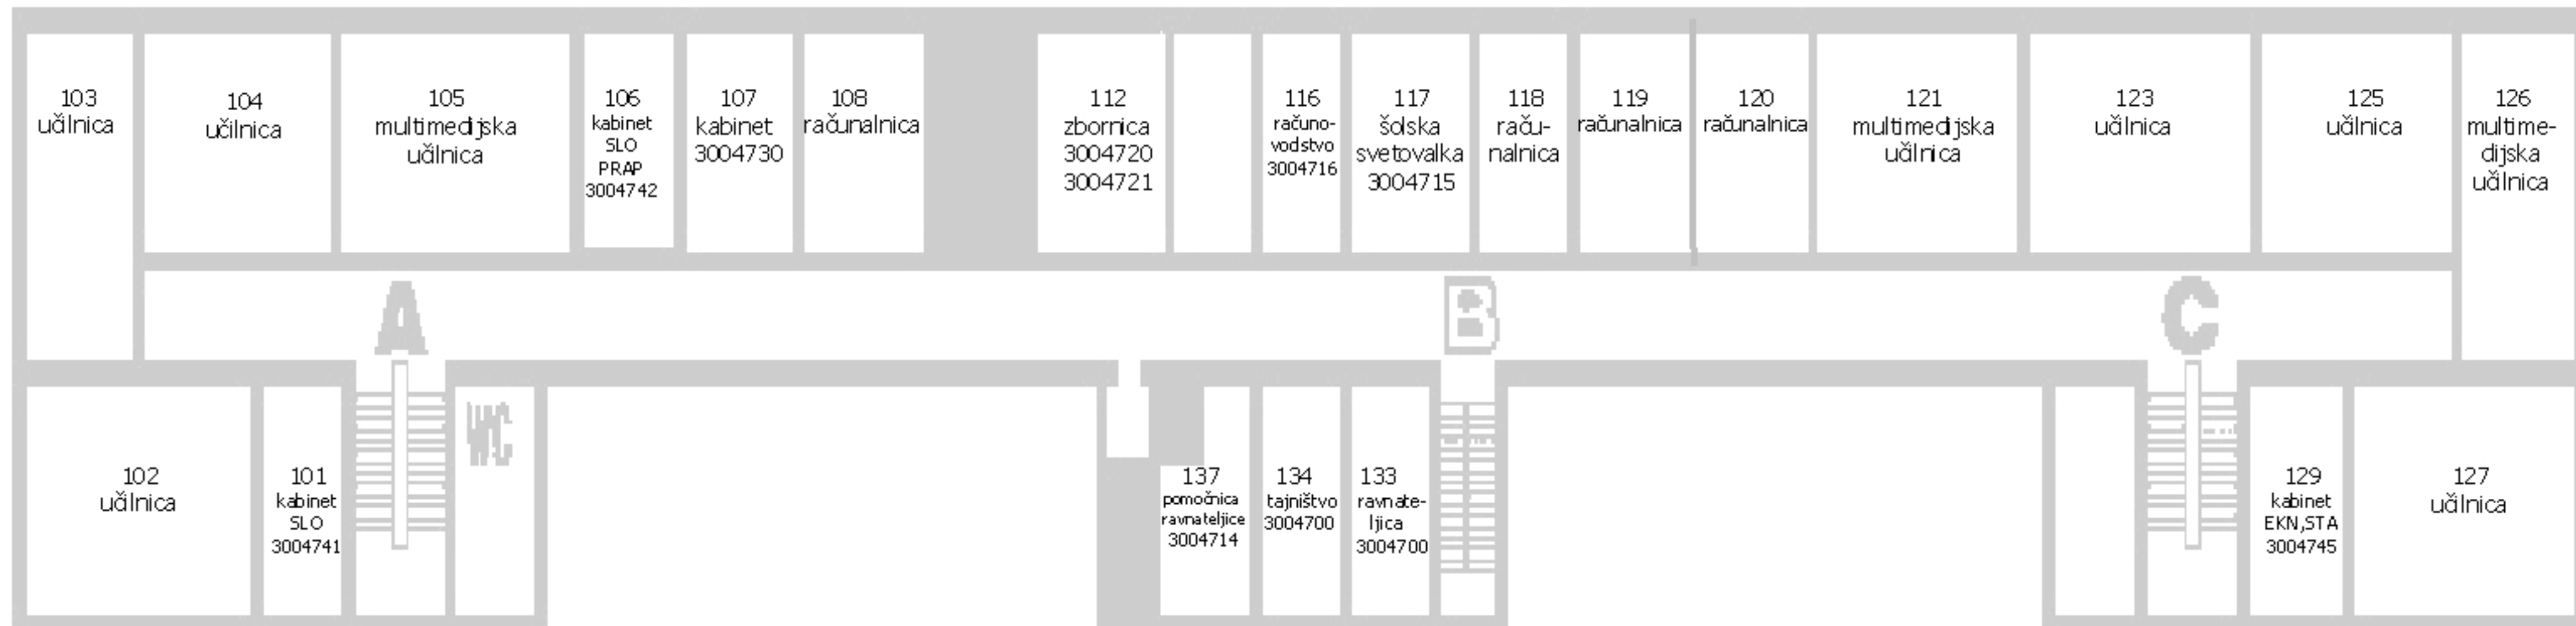 103
učilnica
104
učilnica
105
multimedijska
učilnica
106
kabinet
SLO
PRAP
3004742
107
kabinet
3004730
108
računalnica
112
zbornica
3004720
3004721
116
računo-
vodstvo
3004716
117
šolska
svetovalka
3004715
118
raču-
nalnica
119
računalnica
120
računalnica
121
multimedijska
učilnica
123
učilnica
125
učilnica
126
multime-
dijska
učilnica
A
B
C
102
učilnica
101
kabinet
SLO
3004741
WC
137
pomočnica
ravnateljice
3004714
134
tajništvo
3004700
133
ravnate-
ljica
3004700
129
kabinet
EKN,STA
3004745
127
učilnica